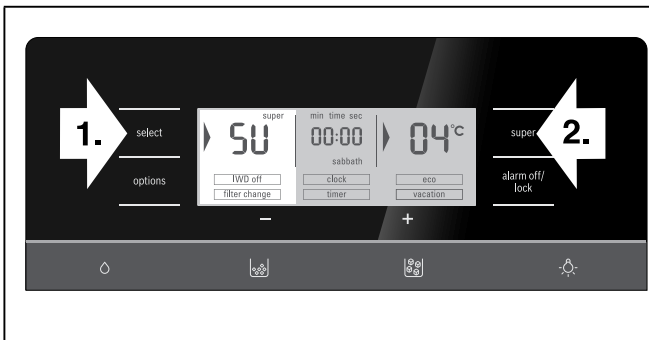 1.
select
options
super
SU
IWD off
filter change
min time sec
00:00
sabbath
clock
timer
04°C
eco
vacation
super
2.
alarm off/
lock
−
+